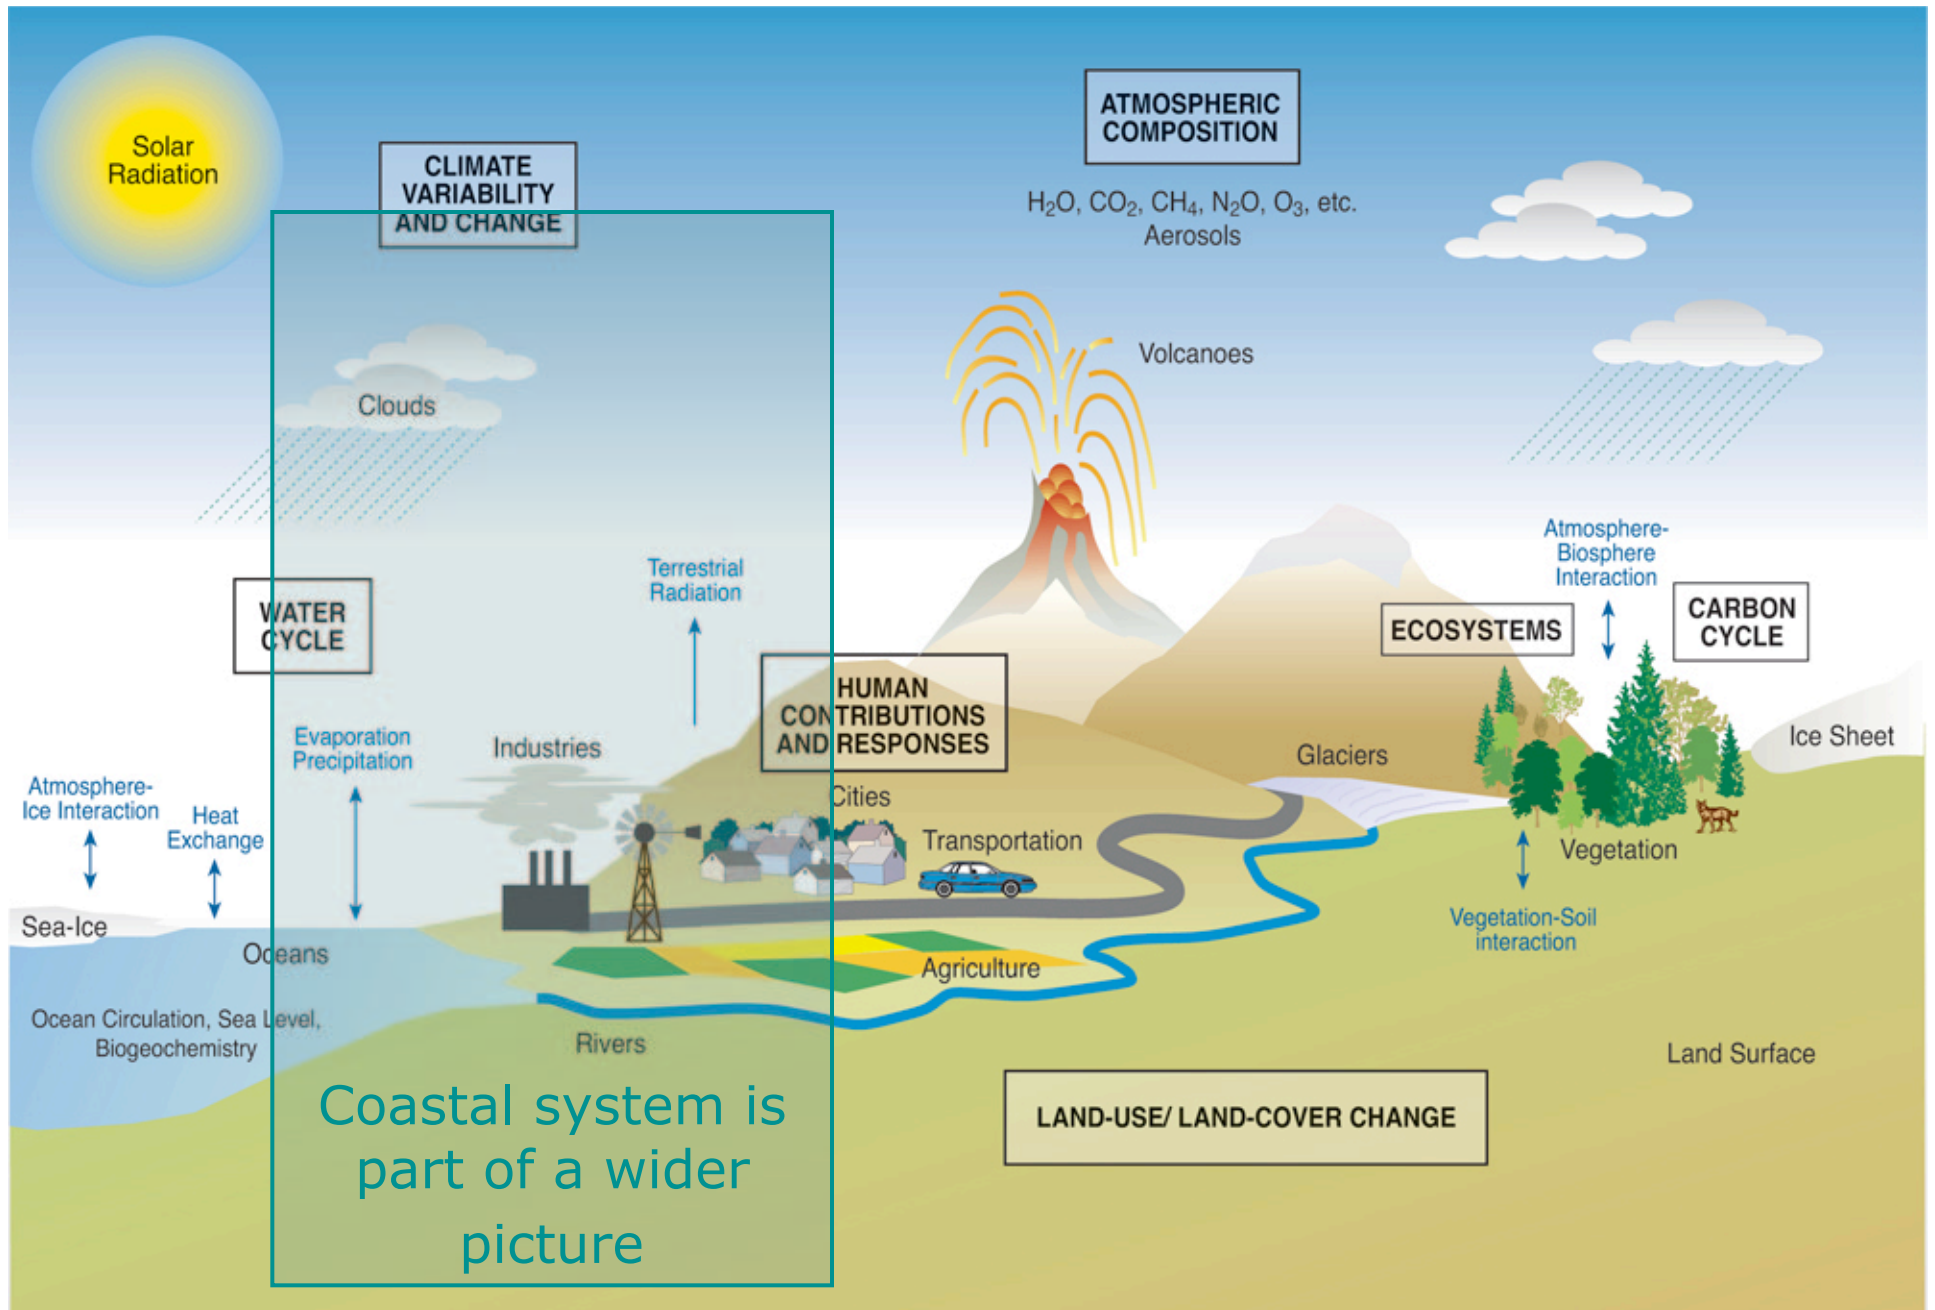 Solar
Radiation
CLIMATE
VARIABILITY
AND CHANGE
ATMOSPHERIC
COMPOSITION
H₂O, CO₂, CH₄, N₂O, O₃, etc.
Aerosols
Clouds
Volcanoes
WATER
CYCLE
Terrestrial
Radiation
Atmosphere-
Biosphere
Interaction
ECOSYSTEMS
CARBON
CYCLE
HUMAN
CONTRIBUTIONS
AND RESPONSES
Evaporation
Precipitation
Industries
Glaciers
Ice Sheet
Atmosphere-
Ice Interaction
Heat
Exchange
Cities
Transportation
Vegetation
Sea-Ice
Oceans
Agriculture
Vegetation-Soil
interaction
Ocean Circulation, Sea Level,
Biogeochemistry
Rivers
Land Surface
Coastal system is
part of a wider
picture
LAND-USE/ LAND-COVER CHANGE